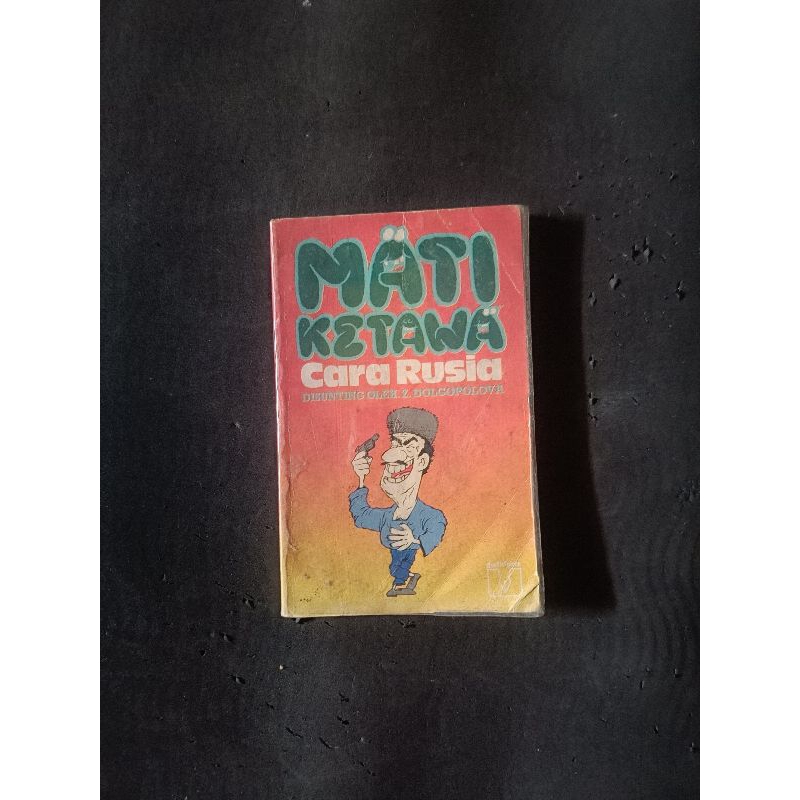 MÄTI
KETAWÄ
Cara Rusia
DISUNTING OLEH: Z. DOLGOPOLOVA